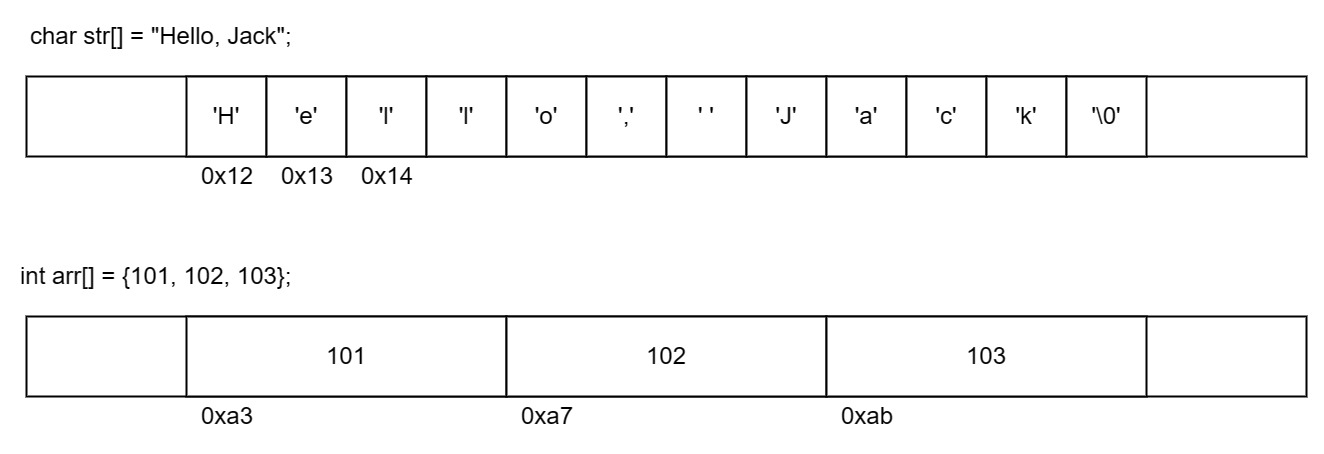 char str[] = "Hello, Jack";
'H' 'e' 'l' 'l' 'o' ',' ' ' 'J' 'a' 'c' 'k' '\0'
0x12 0x13 0x14
int arr[] = {101, 102, 103};
101 102 103
0xa3 0xa7 0xab